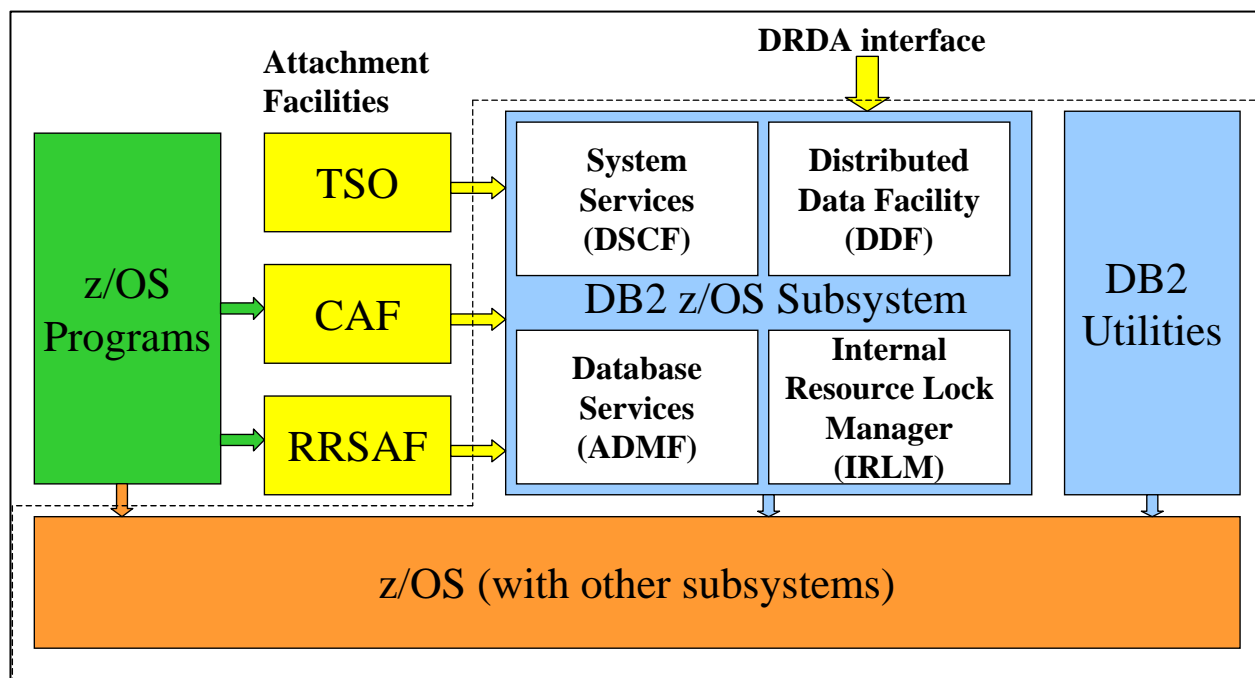 DRDA interface
Attachment
Facilities
z/OS
Programs
TSO
CAF
RRSAF
System
Services
(DSCF)
Distributed
Data Facility
(DDF)
DB2 z/OS Subsystem
Database
Services
(ADMF)
Internal
Resource Lock
Manager
(IRLM)
DB2
Utilities
z/OS (with other subsystems)